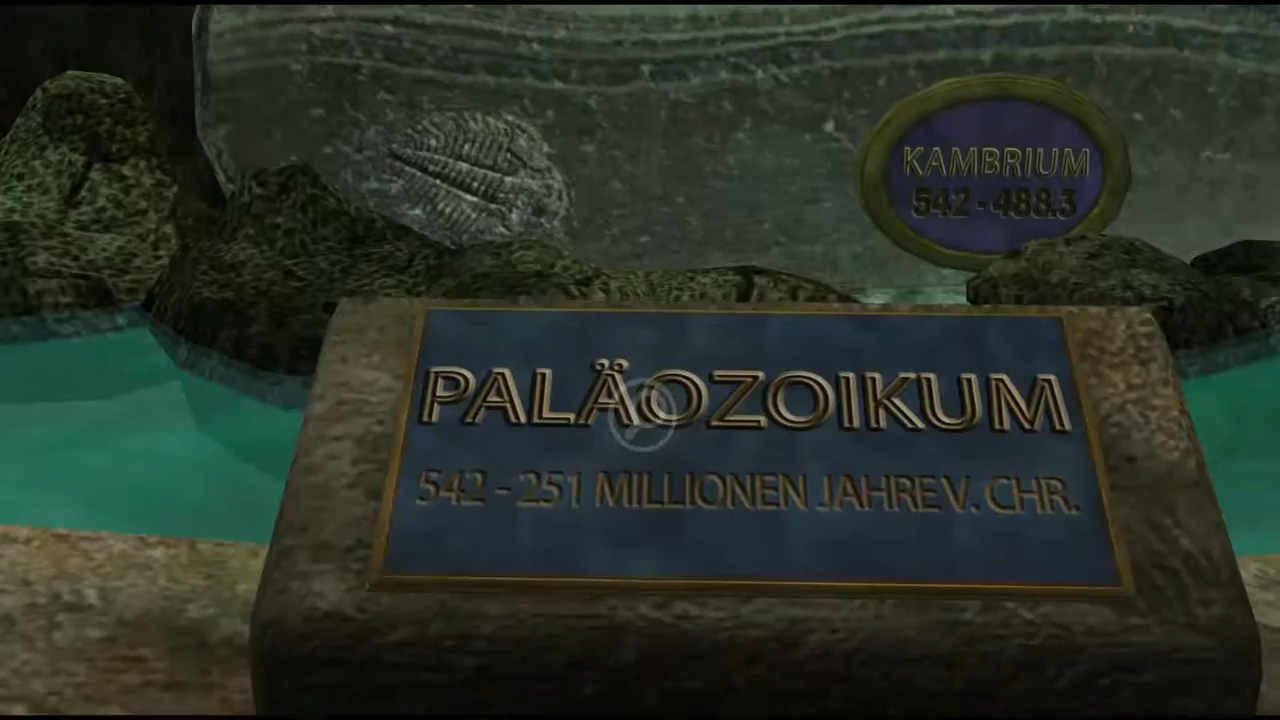 KAMBRIUM
542 - 488.3
PALÄOZOIKUM
542 - 251 MILLIONEN JAHRE V. CHR.